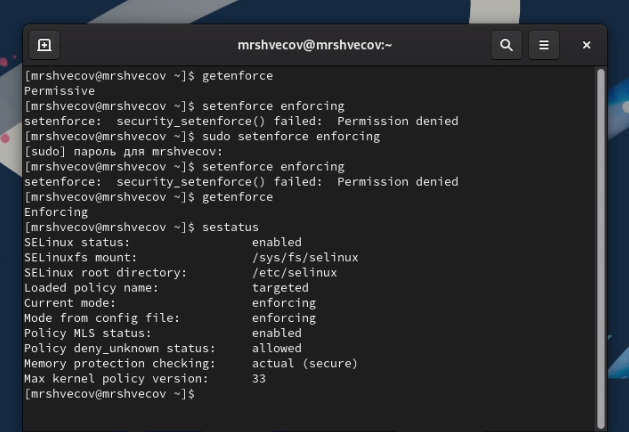 mrshvecov@mrshvecov:~
[mrshvecov@mrshvecov ~]$ getenforce
Permissive
[mrshvecov@mrshvecov ~]$ setenforce enforcing
setenforce:  security_setenforce() failed:  Permission denied
[mrshvecov@mrshvecov ~]$ sudo setenforce enforcing
[sudo] пароль для mrshvecov:
[mrshvecov@mrshvecov ~]$ setenforce enforcing
setenforce:  security_setenforce() failed:  Permission denied
[mrshvecov@mrshvecov ~]$ getenforce
Enforcing
[mrshvecov@mrshvecov ~]$ sestatus
SELinux status:                 enabled
SELinuxfs mount:                /sys/fs/selinux
SELinux root directory:         /etc/selinux
Loaded policy name:             targeted
Current mode:                   enforcing
Mode from config file:          enforcing
Policy MLS status:              enabled
Policy deny_unknown status:     allowed
Memory protection checking:     actual (secure)
Max kernel policy version:      33
[mrshvecov@mrshvecov ~]$